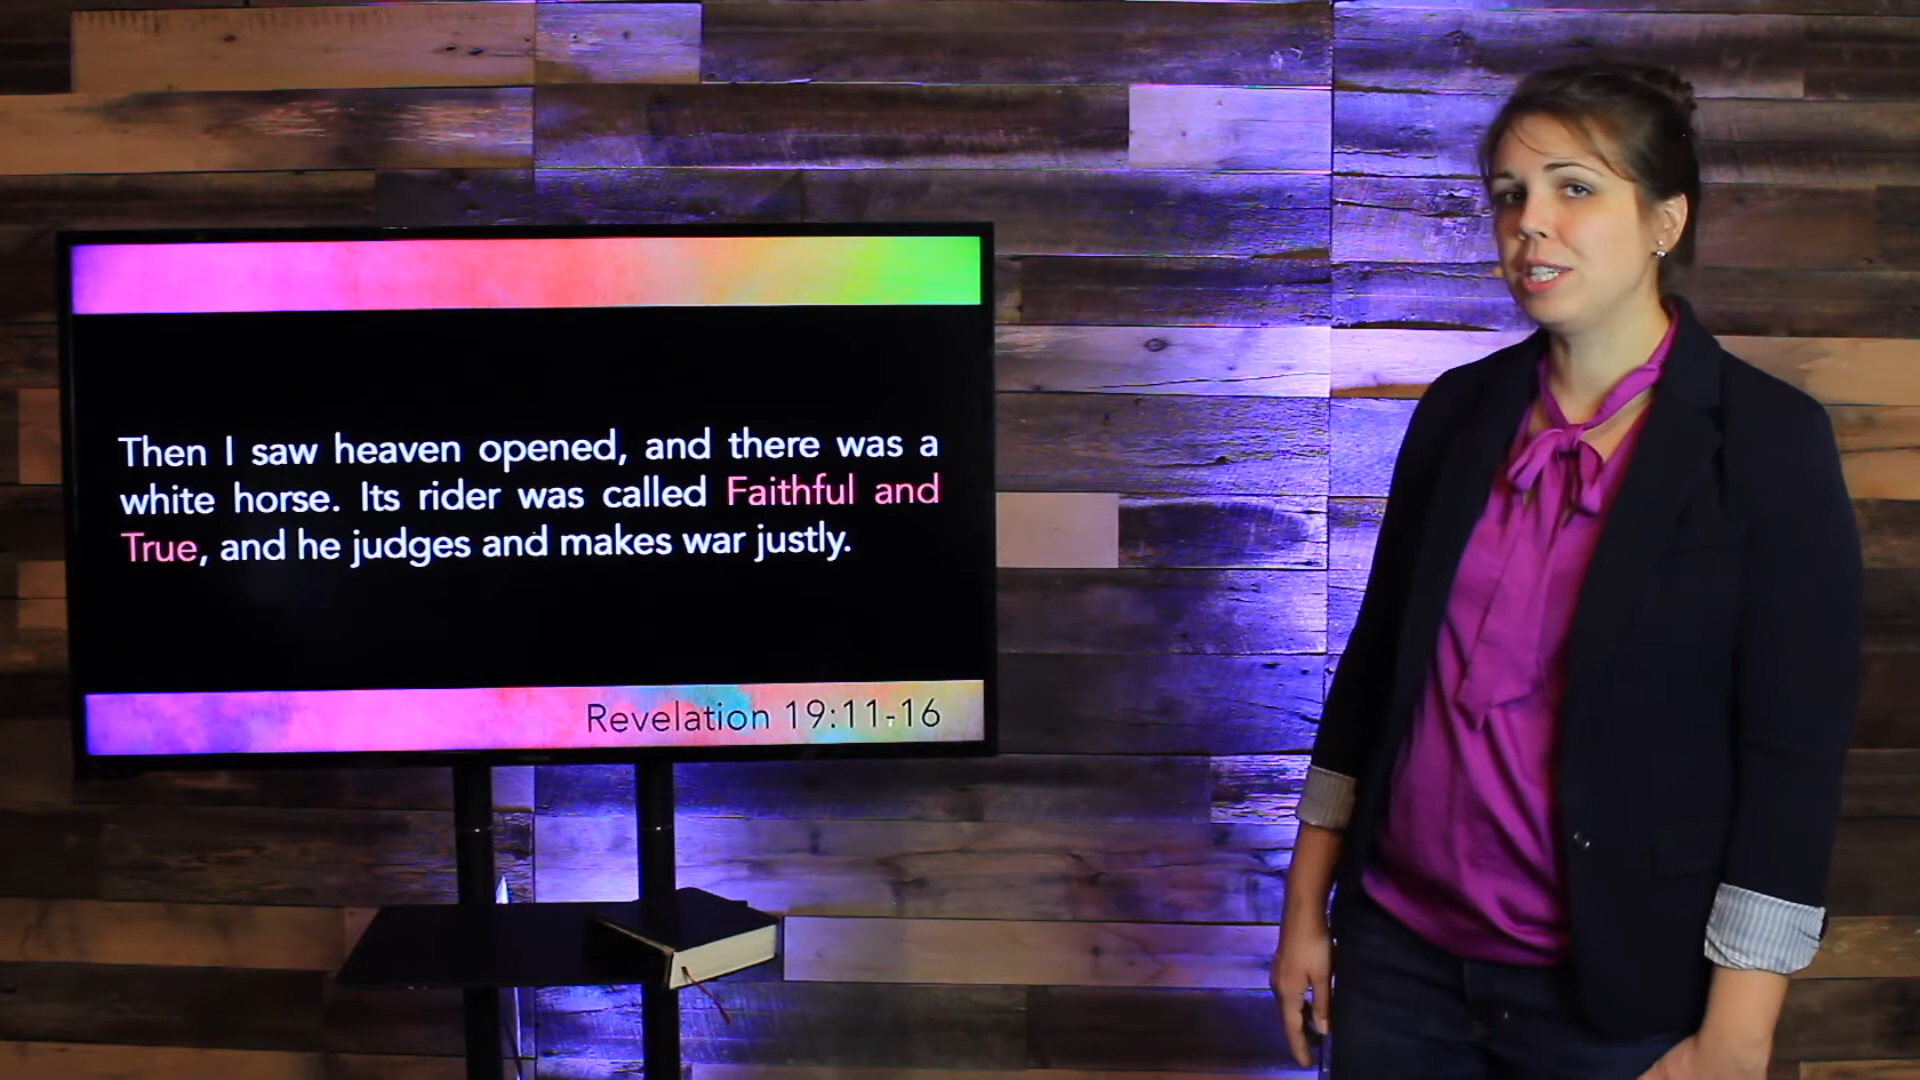 Then I saw heaven opened, and there was a
white horse. Its rider was called Faithful and
True, and he judges and makes war justly.
Revelation 19:11-16